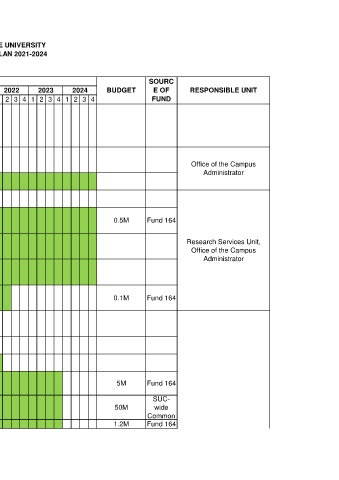 E UNIVERSITY
LAN 2021-2024
2022 2023 2024 BUDGET SOURC E OF FUND RESPONSIBLE UNIT
2 3 4 1 2 3 4 1 2 3 4
Office of the Campus
Administrator
0.5M Fund 164
Research Services Unit,
Office of the Campus
Administrator
0.1M Fund 164
5M Fund 164
50M SUC-wide Common
1.2M Fund 164